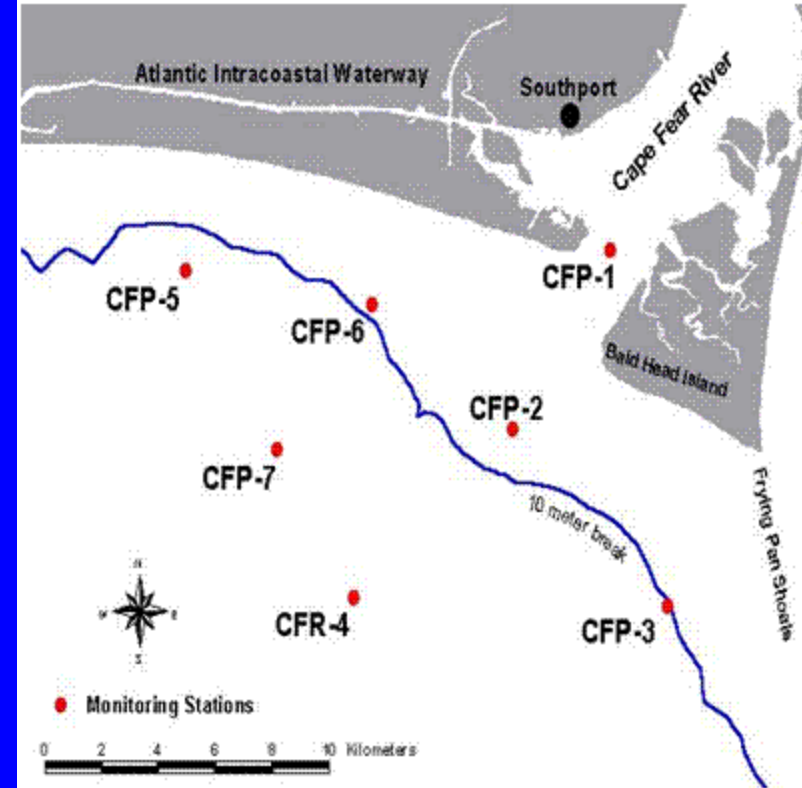 Atlantic Intracoastal Waterway
Southport
Cape Fear River
CFP-1
CFP-5
CFP-6
Bald Head Island
CFP-2
CFP-7
10 meter break
Frying Pan Shoals
N
W E
S
CFR-4
CFP-3
Monitoring Stations
0 2 4 6 8 10 Kilometers